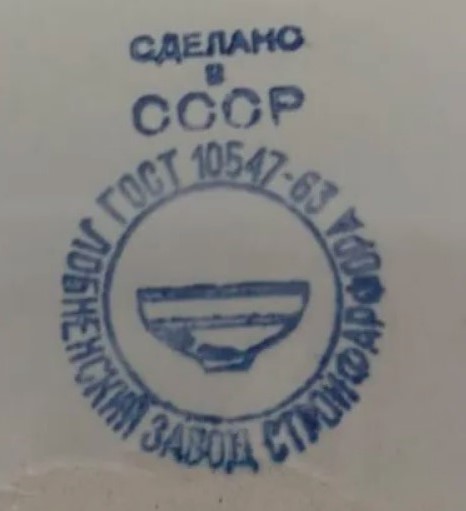 СДЕЛАНО
В
СССР
ГОСТ 10547-63
ЛОБНЕНСКИЙ ЗАВОД СТРОЙФАРФОРА